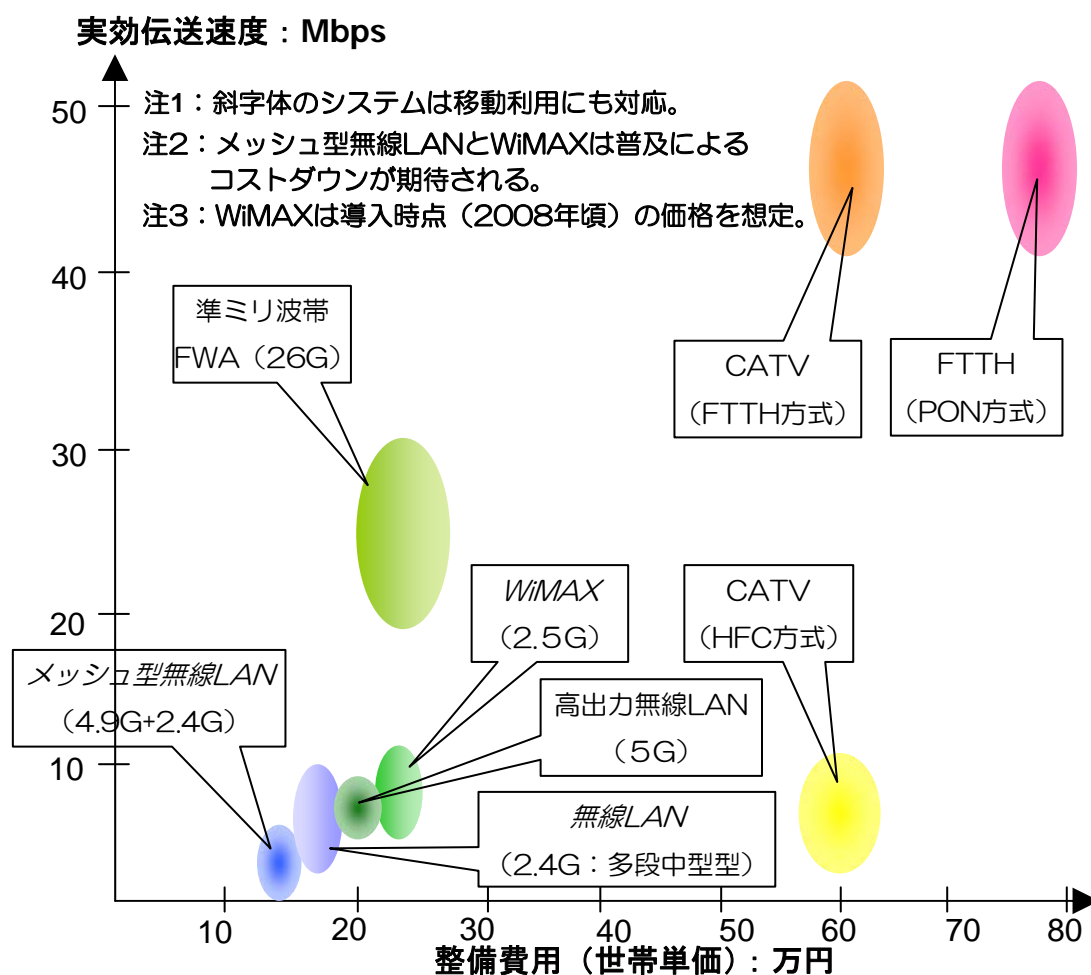 実効伝送速度：Mbps
注1：斜字体のシステムは移動利用にも対応。
注2：メッシュ型無線LANとWiMAXは普及による
コストダウンが期待される。
注3：WiMAXは導入時点（2008年頃）の価格を想定。
50
40
30
20
10
準ミリ波帯
FWA（26G）
CATV
（FTTH方式）
FTTH
（PON方式）
WiMAX
（2.5G）
CATV
（HFC方式）
メッシュ型無線LAN
（4.9G+2.4G）
高出力無線LAN
（5G）
無線LAN
（2.4G：多段中型型）
10 20 30 40 50 60 70 80
整備費用（世帯単価）：万円